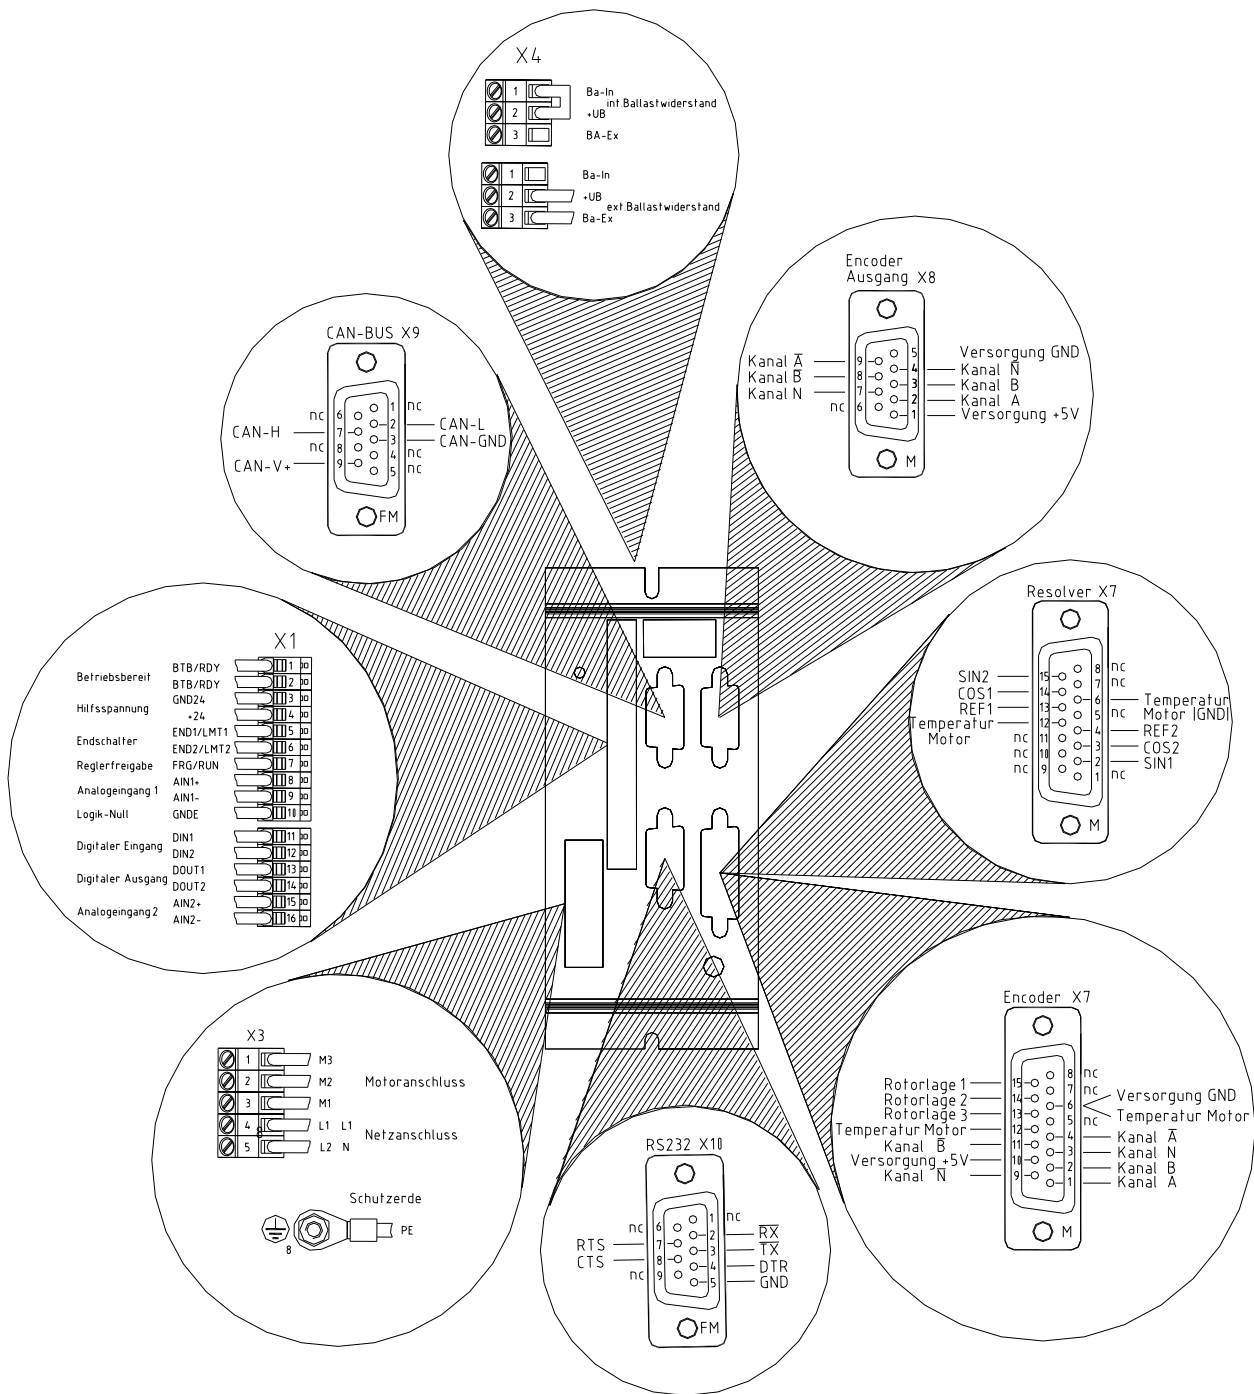 X4
1 Ba-In
int.Ballastwiderstand
2 +UB
3 BA-Ex
1 Ba-In
2 +UB
ext.Ballastwiderstand
3 Ba-Ex
Encoder
Ausgang X8
5 Versorgung GND
Kanal A̅ 9
4 Kanal N̅
Kanal B̅ 8
3 Kanal B
Kanal N 7
2 Kanal A
nc 6
1 Versorgung +5V
M
CAN-BUS X9
1 nc
nc 6
2 CAN-L
CAN-H 7
3 CAN-GND
nc 8
4 nc
CAN-V+ 9
5 nc
FM
Resolver X7
8 nc
SIN2 15
7 nc
COS1 14
6 Temperatur
Motor (GND)
REF1 13
5 nc
Temperatur
Motor 12
4 REF2
nc 11
3 COS2
nc 10
2 SIN1
nc 9
1 nc
M
X1
Betriebsbereit
BTB/RDY 1
BTB/RDY 2
Hilfsspannung
GND24 3
+24 4
Endschalter
END1/LMT1 5
END2/LMT2 6
Reglerfreigabe FRG/RUN 7
Analogeingang 1
AIN1+ 8
AIN1- 9
Logik-Null GNDE 10
Digitaler Eingang
DIN1 11
DIN2 12
Digitaler Ausgang
DOUT1 13
DOUT2 14
Analogeingang 2
AIN2+ 15
AIN2- 16
X3
1 M3
2 M2 Motoranschluss
3 M1
4 L1 L1
8
Netzanschluss
5 L2 N
Schutzerde
PE
8
RS232 X10
1 nc
nc 6
2 R̅X̅
RTS 7
3 T̅X̅
CTS 8
4 DTR
nc 9
5 GND
FM
Encoder X7
8 nc
Rotorlage 1 15
7 nc
Rotorlage 2 14
6 Versorgung GND
Temperatur Motor
Rotorlage 3 13
5 nc
Temperatur Motor 12
4 Kanal A̅
Kanal B̅ 11
3 Kanal N
Versorgung +5V 10
2 Kanal B
Kanal N̅ 9
1 Kanal A
M